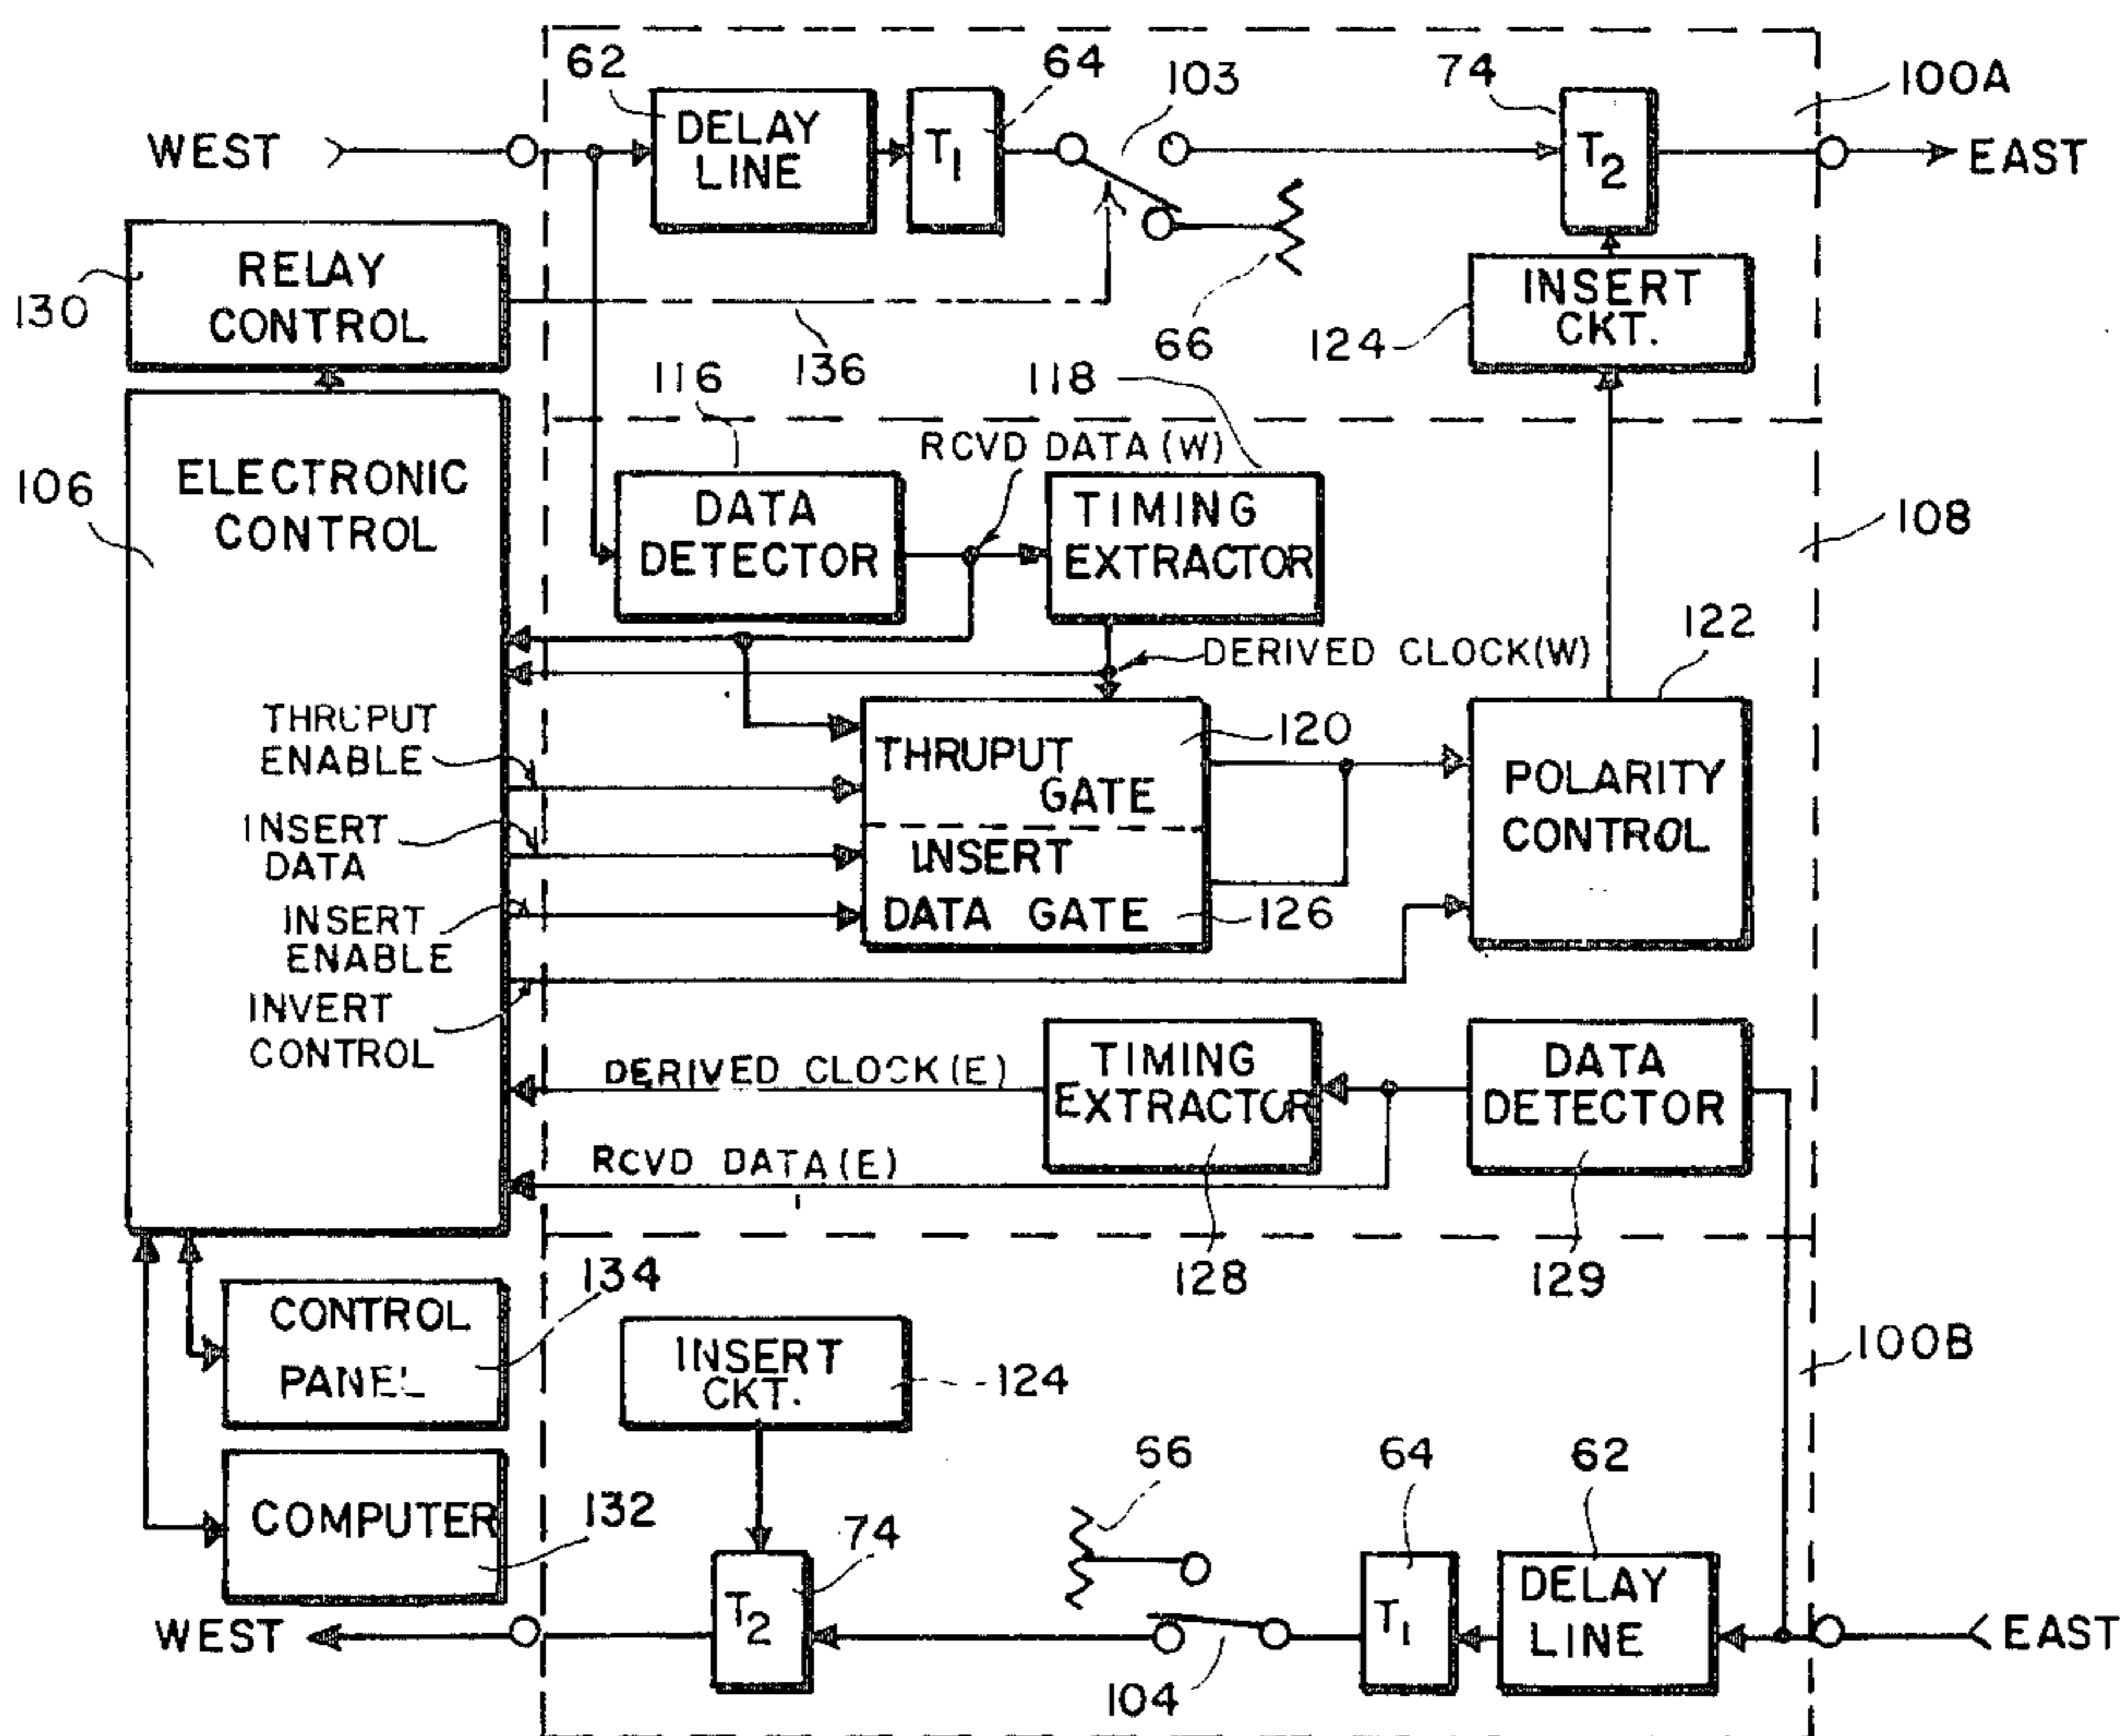 62
64
103
74
100A
WEST
DELAY
LINE
T1
T2
EAST
RELAY
CONTROL
130
136
66
INSERT
CKT.
124
116
118
RCVD DATA (W)
106
ELECTRONIC
CONTROL
DATA
DETECTOR
TIMING
EXTRACTOR
108
DERIVED CLOCK(W)
122
THRUPUT
ENABLE
THRUPUT
GATE
120
POLARITY
CONTROL
INSERT
DATA
INSERT
DATA GATE
126
INSERT
ENABLE
INVERT
CONTROL
DERIVED CLOCK(E)
TIMING
EXTRACTOR
DATA
DETECTOR
RCVD DATA(E)
128
129
134
CONTROL
PANEL
INSERT
CKT.
124
100B
COMPUTER
132
74
66
64
62
WEST
T2
104
T1
DELAY
LINE
EAST